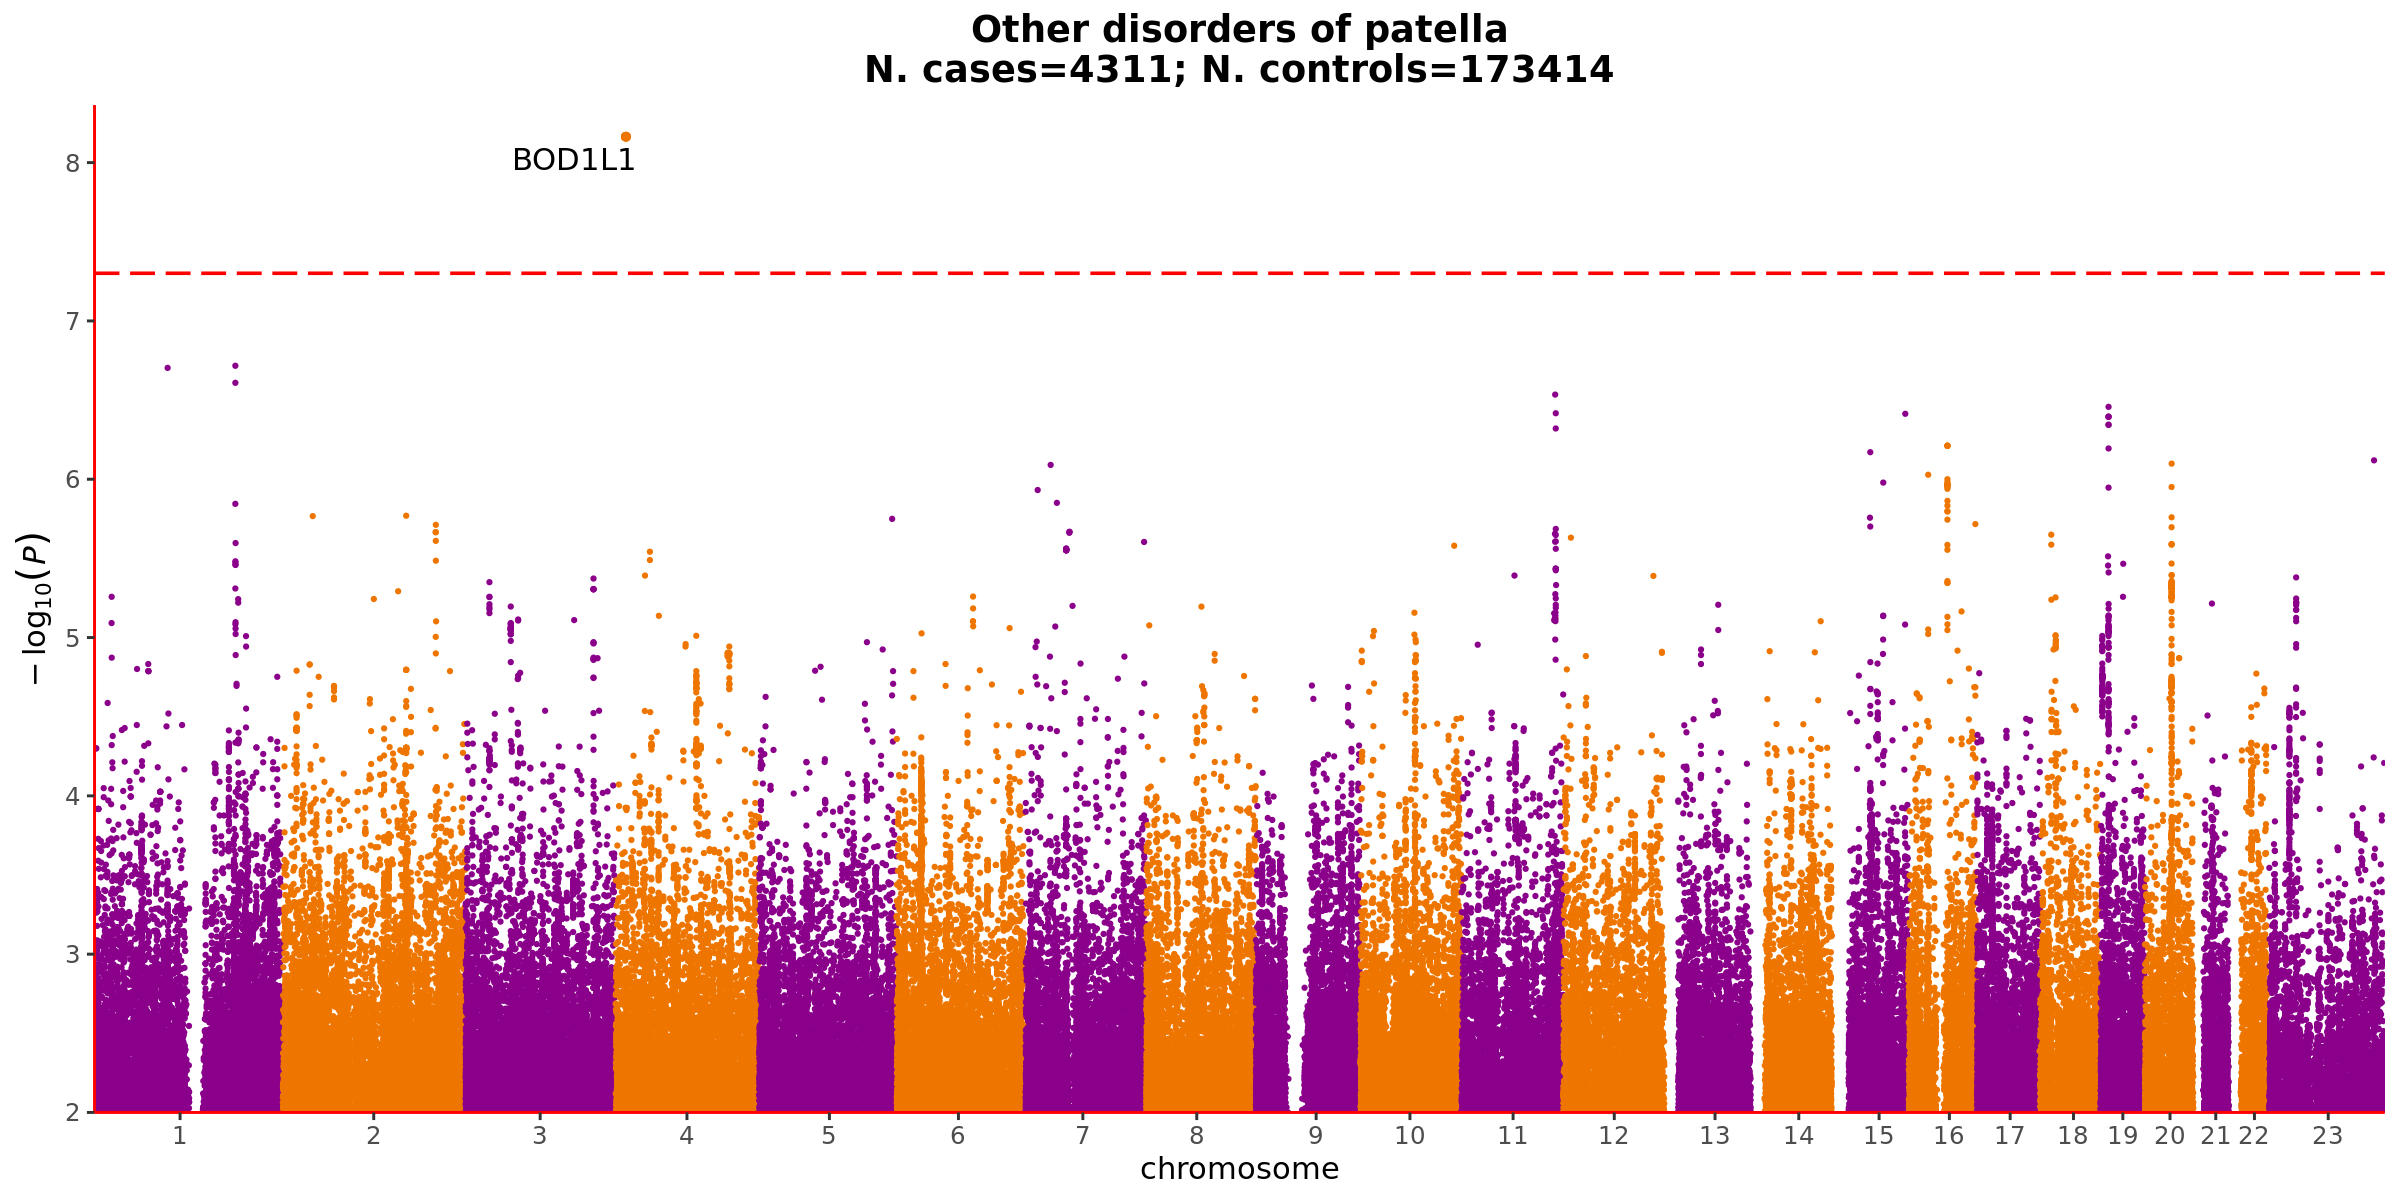 Other disorders of patella
N. cases=4311; N. controls=173414
BOD1L1
8
7
6
5
4
3
2
−log₁₀(P)
1 2 3 4 5 6 7 8 9 10 11 12 13 14 15 16 17 18 19 20 21 22 23
chromosome